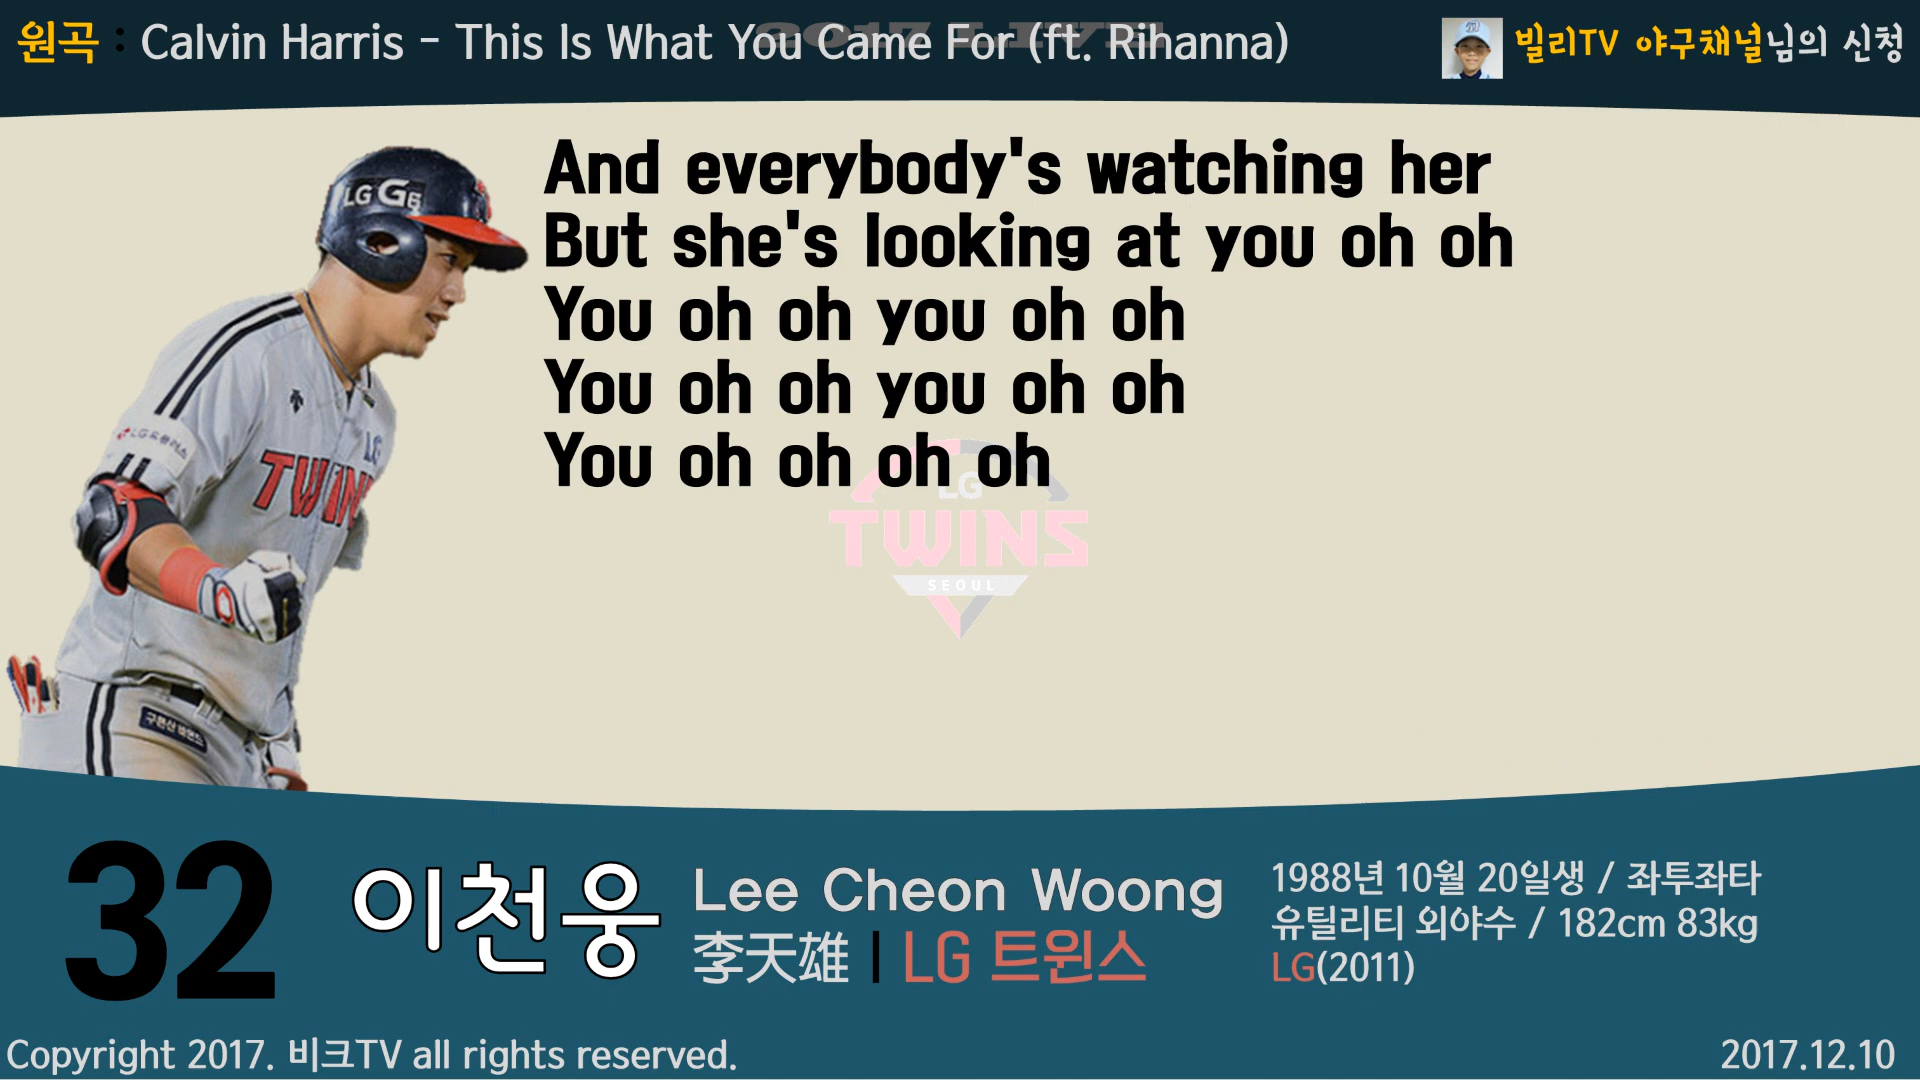 원곡 : Calvin Harris - This Is What You Came For (ft. Rihanna)
2017 LIVE
빌리TV 야구채널님의 신청
And everybody's watching her
But she's looking at you oh oh
You oh oh you oh oh
You oh oh you oh oh
You oh oh oh oh
LG
TWINS
SEOUL
LG G6
LG
TWINS
32
이천웅
Lee Cheon Woong
李天雄 | LG 트윈스
1988년 10월 20일생 / 좌투좌타
유틸리티 외야수 / 182cm 83kg
LG(2011)
Copyright 2017. 비크TV all rights reserved.
2017.12.10